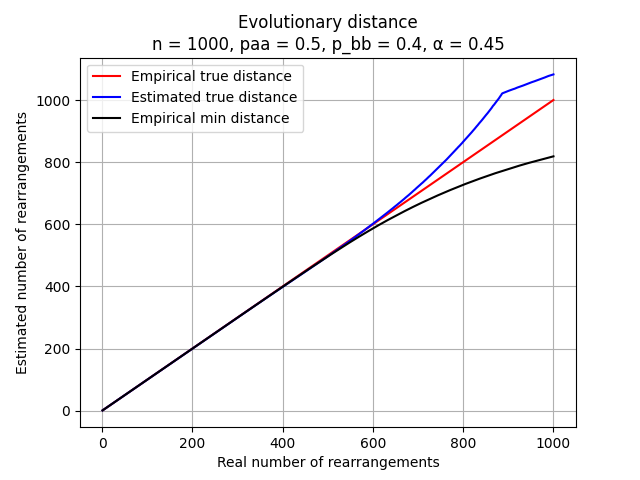 Evolutionary distance
n = 1000, paa = 0.5, p_bb = 0.4, α = 0.45
Empirical true distance
Estimated true distance
Empirical min distance
Estimated number of rearrangements
1000
800
600
400
200
0
0 200 400 600 800 1000
Real number of rearrangements